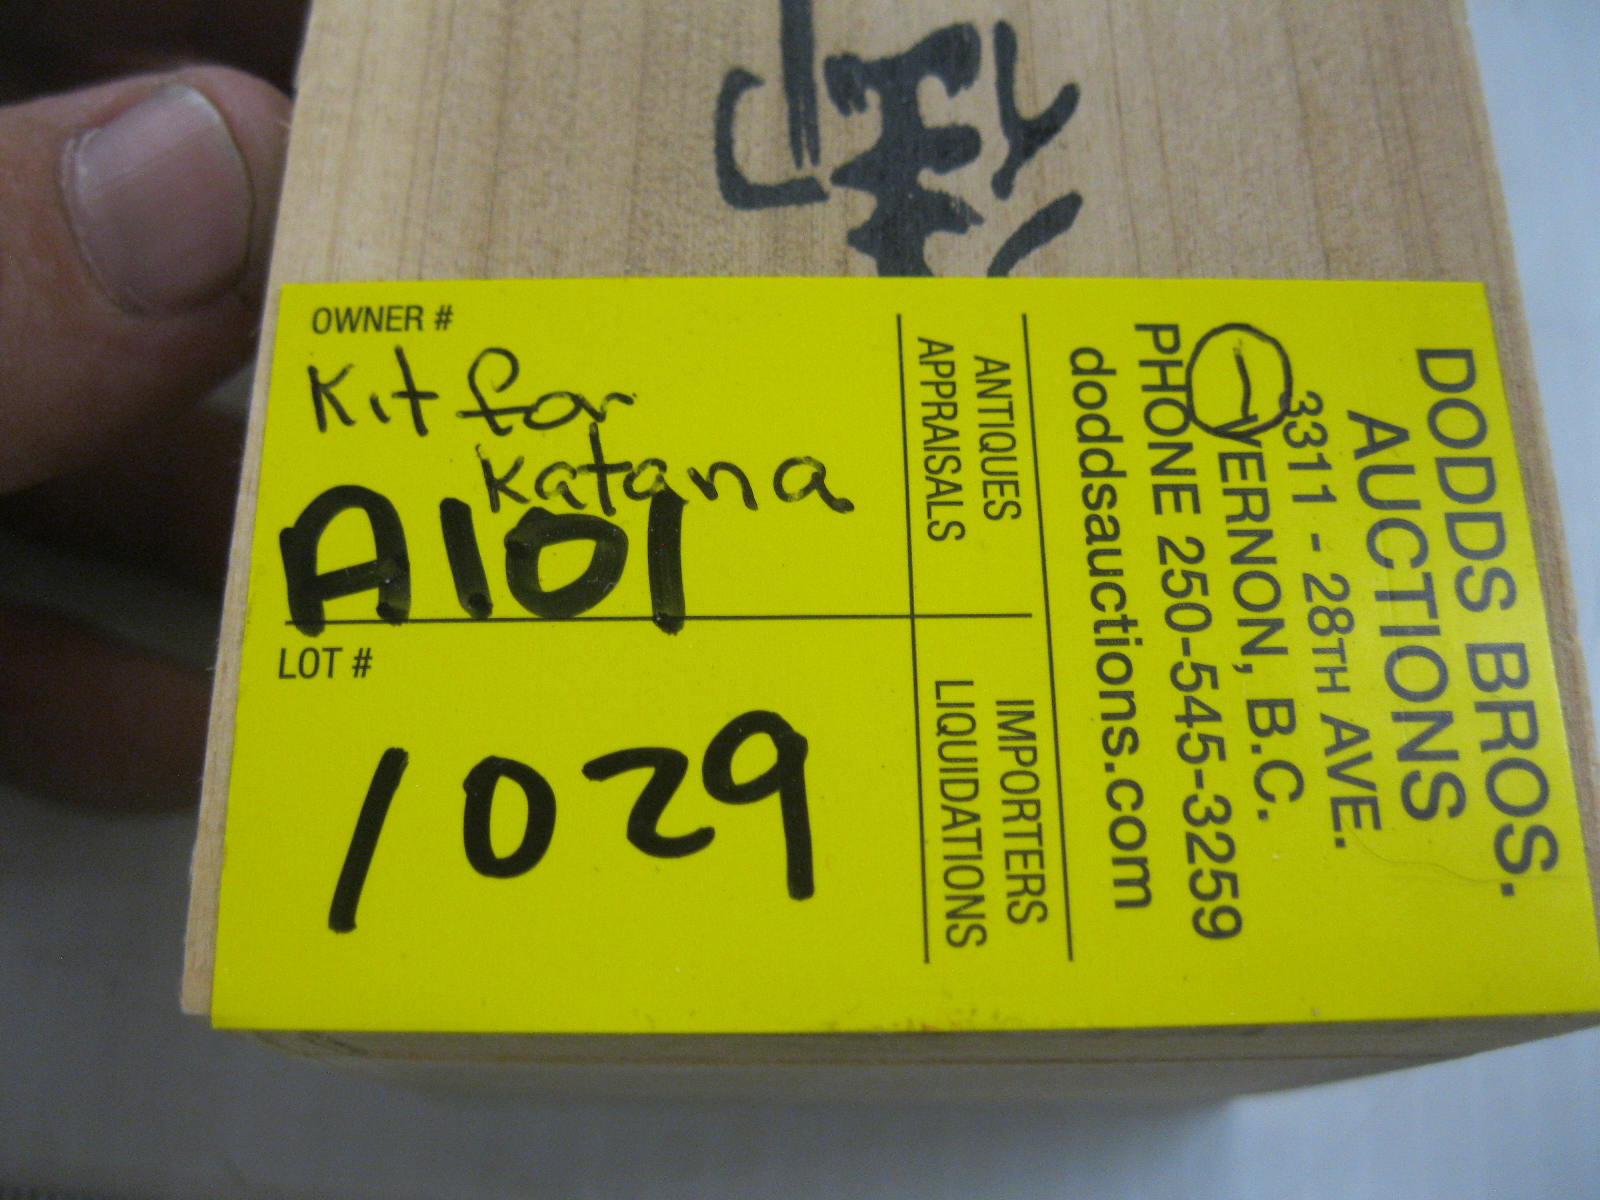 OWNER #
Kit for
katana
A101
LOT #
1029
ANTIQUES
APPRAISALS
IMPORTERS
LIQUIDATIONS
DODDS BROS.
AUCTIONS
3311 - 28TH AVE.
VERNON, B.C.
PHONE 250-545-3259
doddsauctions.com